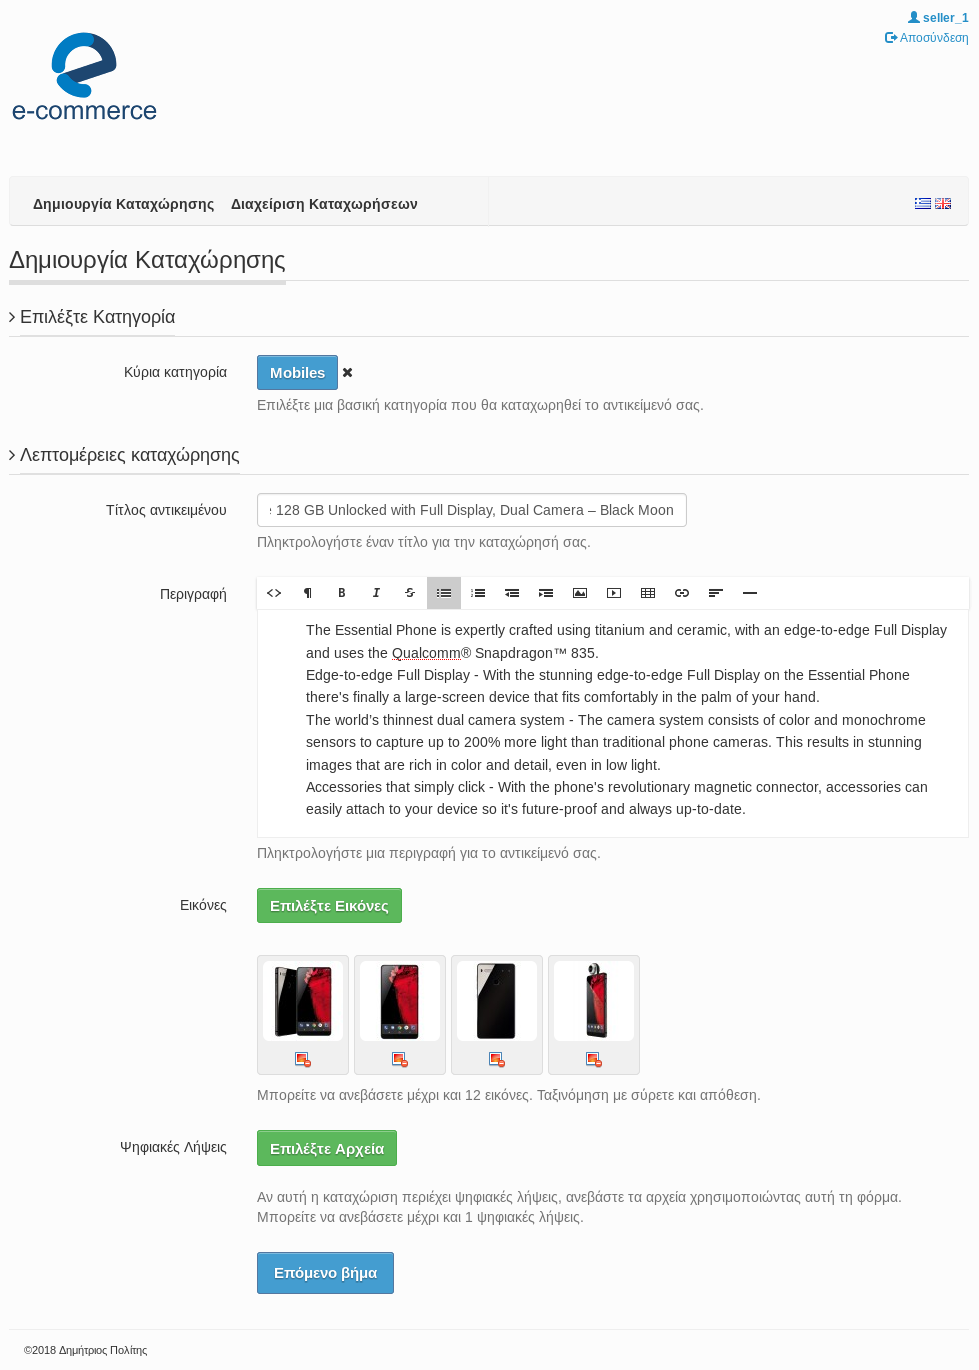 seller_1
Αποσύνδεση
e-commerce
Δημιουργία Καταχώρησης Διαχείριση Καταχωρήσεων
Δημιουργία Καταχώρησης
Επιλέξτε Κατηγορία
Κύρια κατηγορία Mobiles
Επιλέξτε μια βασική κατηγορία που θα καταχωρηθεί το αντικείμενό σας.
Λεπτομέρειες καταχώρησης
Τίτλος αντικειμένου 128 GB Unlocked with Full Display, Dual Camera – Black Moon
Πληκτρολογήστε έναν τίτλο για την καταχώρησή σας.
Περιγραφή
The Essential Phone is expertly crafted using titanium and ceramic, with an edge-to-edge Full Display
and uses the Qualcomm® Snapdragon™ 835.
Edge-to-edge Full Display - With the stunning edge-to-edge Full Display on the Essential Phone
there's finally a large-screen device that fits comfortably in the palm of your hand.
The world’s thinnest dual camera system - The camera system consists of color and monochrome
sensors to capture up to 200% more light than traditional phone cameras. This results in stunning
images that are rich in color and detail, even in low light.
Accessories that simply click - With the phone's revolutionary magnetic connector, accessories can
easily attach to your device so it's future-proof and always up-to-date.
Πληκτρολογήστε μια περιγραφή για το αντικείμενό σας.
Εικόνες Επιλέξτε Εικόνες
Μπορείτε να ανεβάσετε μέχρι και 12 εικόνες. Ταξινόμηση με σύρετε και απόθεση.
Ψηφιακές Λήψεις Επιλέξτε Αρχεία
Αν αυτή η καταχώριση περιέχει ψηφιακές λήψεις, ανεβάστε τα αρχεία χρησιμοποιώντας αυτή τη φόρμα.
Μπορείτε να ανεβάσετε μέχρι και 1 ψηφιακές λήψεις.
Επόμενο βήμα
©2018 Δημήτριος Πολίτης